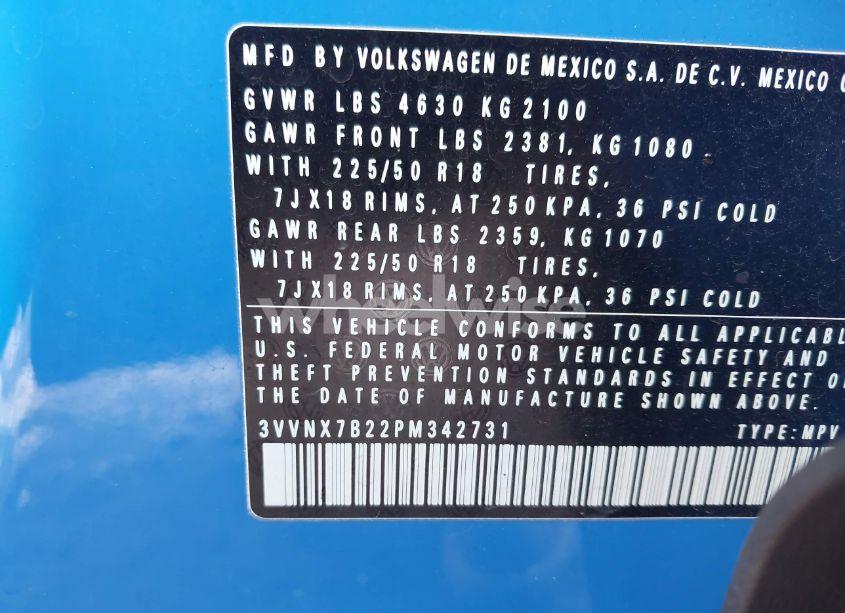 MFD BY VOLKSWAGEN DE MEXICO S.A. DE C.V. MEXICO
GVWR LBS 4630 KG 2100
GAWR FRONT LBS 2381, KG 1080
WITH 225/50 R18 TIRES,
7JX18 RIMS, AT 250 KPA, 36 PSI COLD
GAWR REAR LBS 2359, KG 1070
WITH 225/50 R18 TIRES,
7JX18 RIMS, AT 250 KPA, 36 PSI COLD
wheelwise
THIS VEHICLE CONFORMS TO ALL APPLICABL
U.S. FEDERAL MOTOR VEHICLE SAFETY AND
THEFT PREVENTION STANDARDS IN EFFECT O
THE DATE OF MANUFACTURE SHOWN ABOVE.
3VVNX7B22PM342731 TYPE:MPV